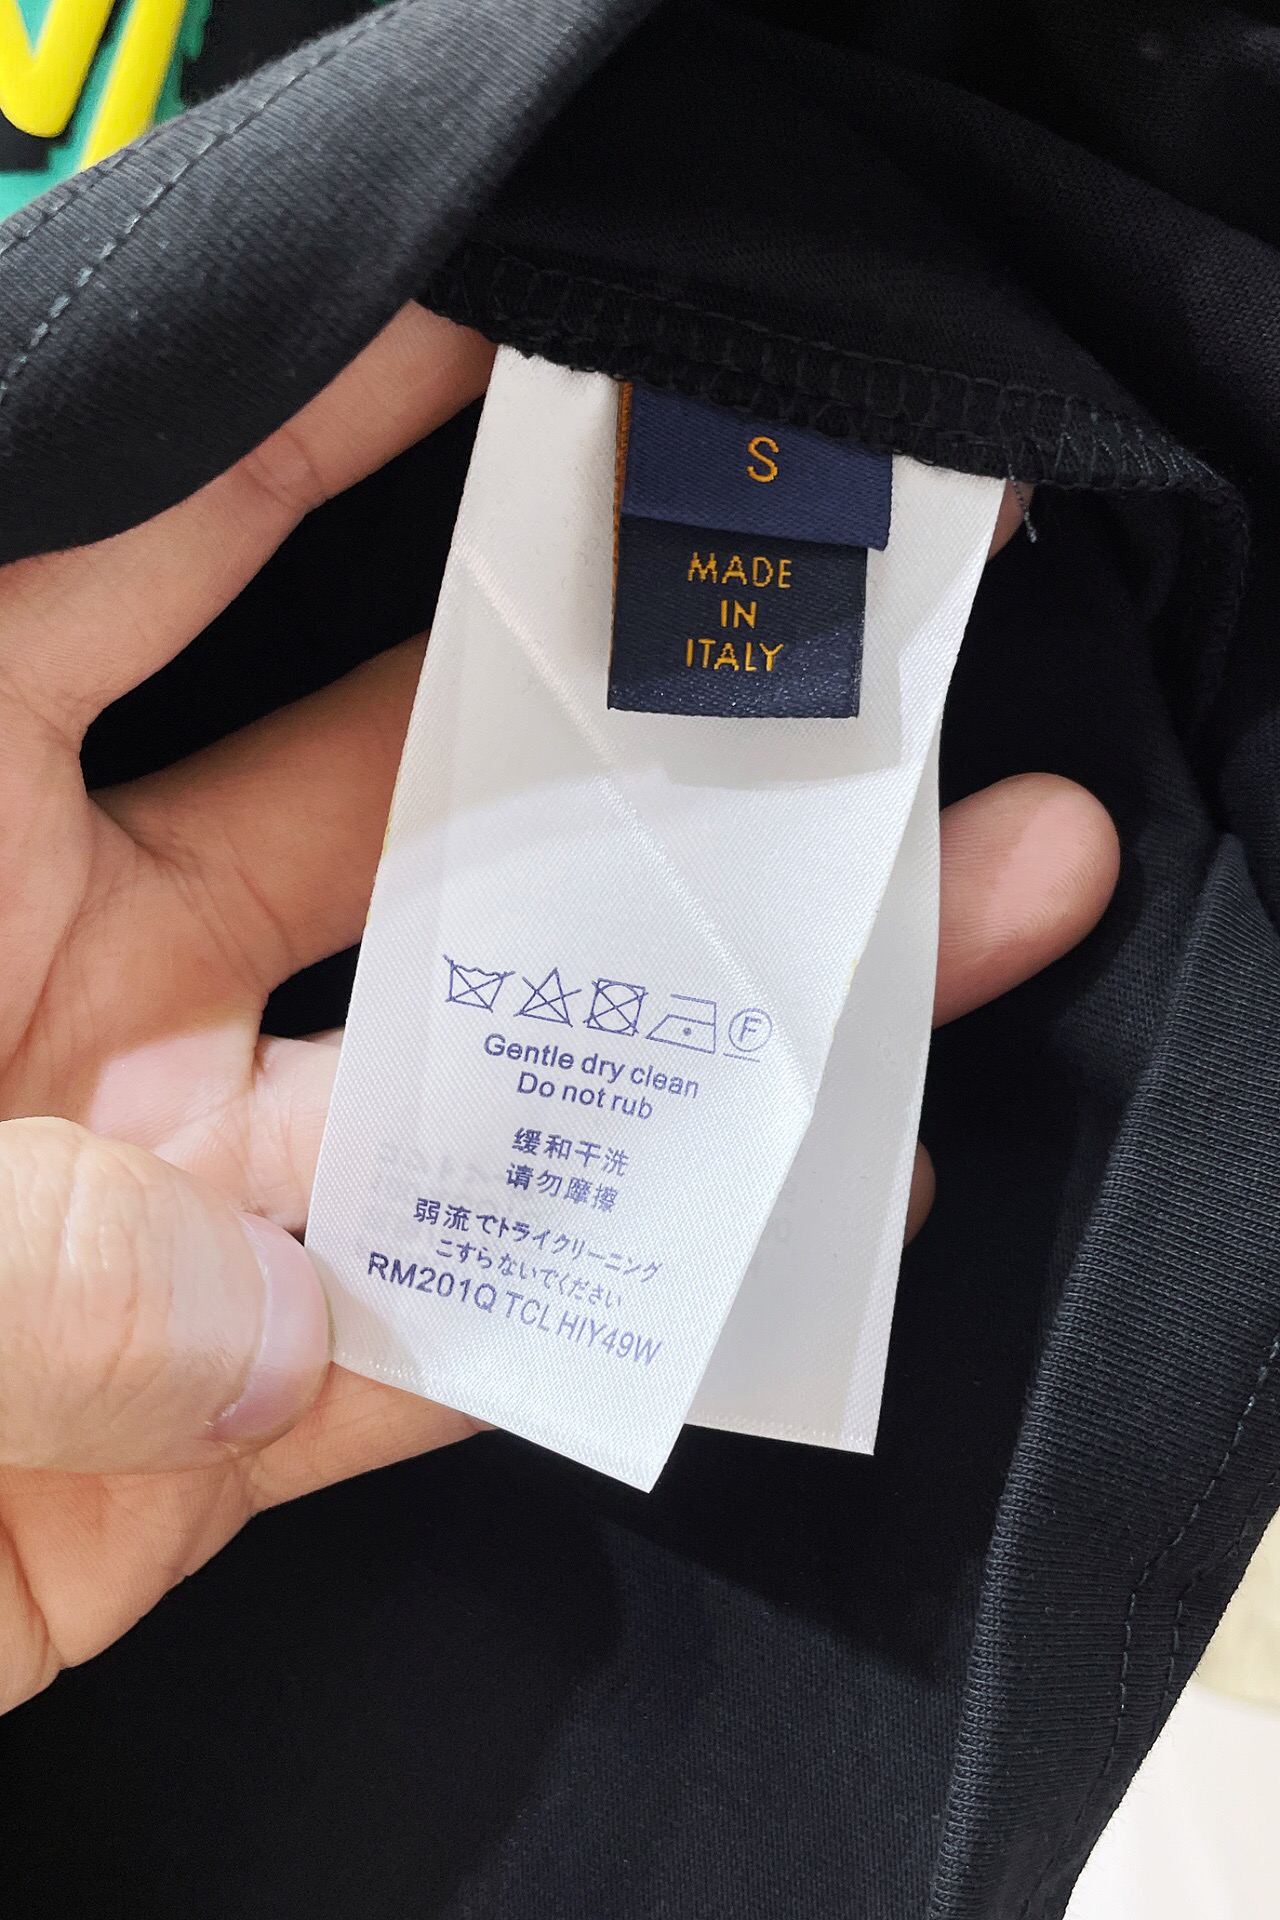 S
MADE
IN
ITALY
F
Gentle dry clean
Do not rub
缓和干洗
请勿摩擦
弱流でトライクリーニング
こすらないでください
RM201Q TCL HIY49W